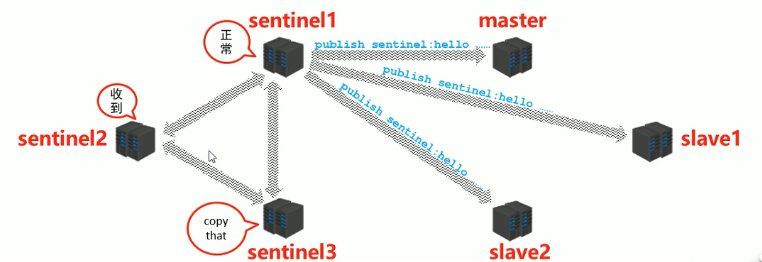 sentinel1
master
正
常
publish sentinel:hello ......
publish sentinel:hello ......
publish sentinel:hello ...
收
到
sentinel2
slave1
copy
that
sentinel3
slave2